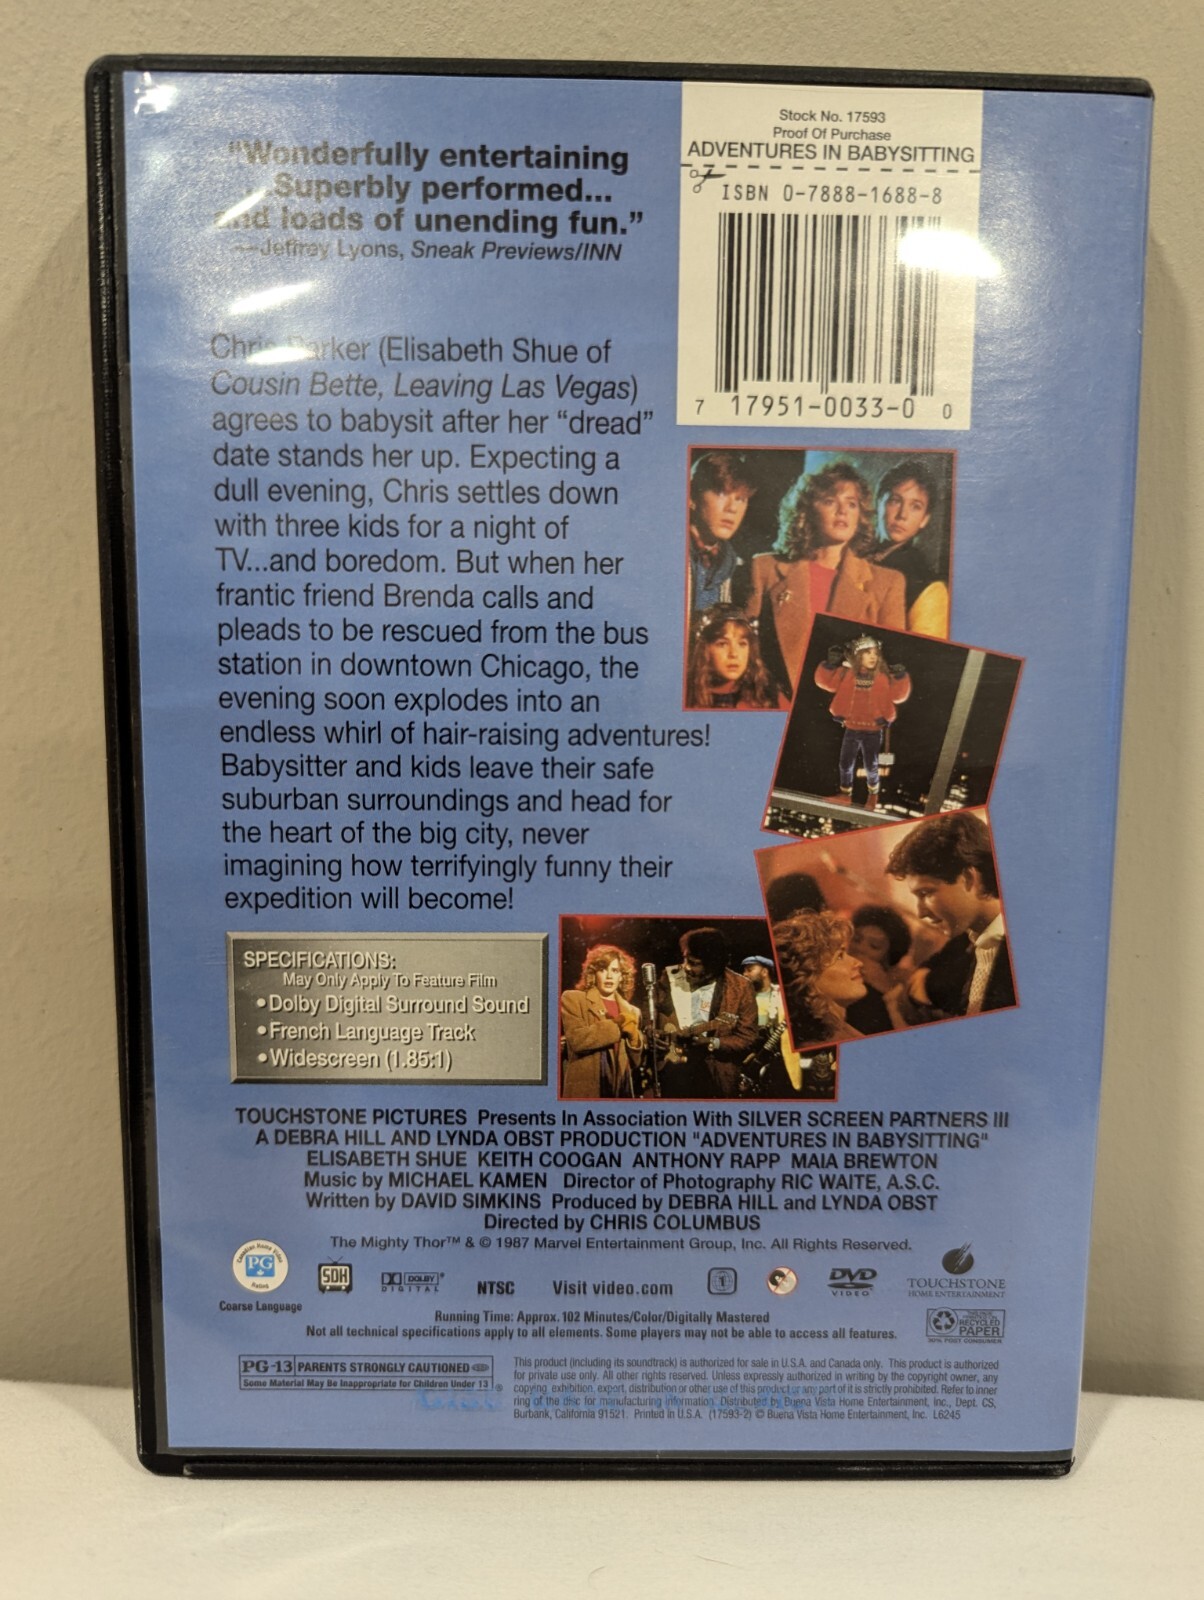 "Wonderfully entertaining
...Superbly performed...
and loads of unending fun."
—Jeffrey Lyons, Sneak Previews/INN
Stock No. 17593
Proof Of Purchase
ADVENTURES IN BABYSITTING
ISBN 0-7888-1688-8
7 17951-0033-0 0
Chris Parker (Elisabeth Shue of
Cousin Bette, Leaving Las Vegas)
agrees to babysit after her "dread"
date stands her up. Expecting a
dull evening, Chris settles down
with three kids for a night of
TV...and boredom. But when her
frantic friend Brenda calls and
pleads to be rescued from the bus
station in downtown Chicago, the
evening soon explodes into an
endless whirl of hair-raising adventures!
Babysitter and kids leave their safe
suburban surroundings and head for
the heart of the big city, never
imagining how terrifyingly funny their
expedition will become!
SPECIFICATIONS:
May Only Apply To Feature Film
•Dolby Digital Surround Sound
•French Language Track
•Widescreen (1.85:1)
TOUCHSTONE PICTURES Presents In Association With SILVER SCREEN PARTNERS III
A DEBRA HILL AND LYNDA OBST PRODUCTION "ADVENTURES IN BABYSITTING"
ELISABETH SHUE KEITH COOGAN ANTHONY RAPP MAIA BREWTON
Music by MICHAEL KAMEN Director of Photography RIC WAITE, A.S.C.
Written by DAVID SIMKINS Produced by DEBRA HILL and LYNDA OBST
Directed by CHRIS COLUMBUS
The Mighty Thor™ & © 1987 Marvel Entertainment Group, Inc. All Rights Reserved.
Canadian Home Video
PG
Coarse Language
SDH
DOLBY
DIGITAL
NTSC
Visit video.com
DVD
VIDEO
TOUCHSTONE
HOME ENTERTAINMENT
Running Time: Approx. 102 Minutes/Color/Digitally Mastered
Not all technical specifications apply to all elements. Some players may not be able to access all features.
RECYCLED
PAPER
PG-13 PARENTS STRONGLY CAUTIONED
Some Material May Be Inappropriate for Children Under 13 ®
This product (including its soundtrack) is authorized for sale in U.S.A. and Canada only. This product is authorized
for private use only. All other rights reserved. Unless expressly authorized in writing by the copyright owner, any
copying, exhibition, export, distribution or other use of this product or any part of it is strictly prohibited. Refer to inner
ring of the disc for manufacturing information. Distributed by Buena Vista Home Entertainment, Inc., Dept. CS,
Burbank, California 91521. Printed in U.S.A. (17593-2) © Buena Vista Home Entertainment, Inc. L6245